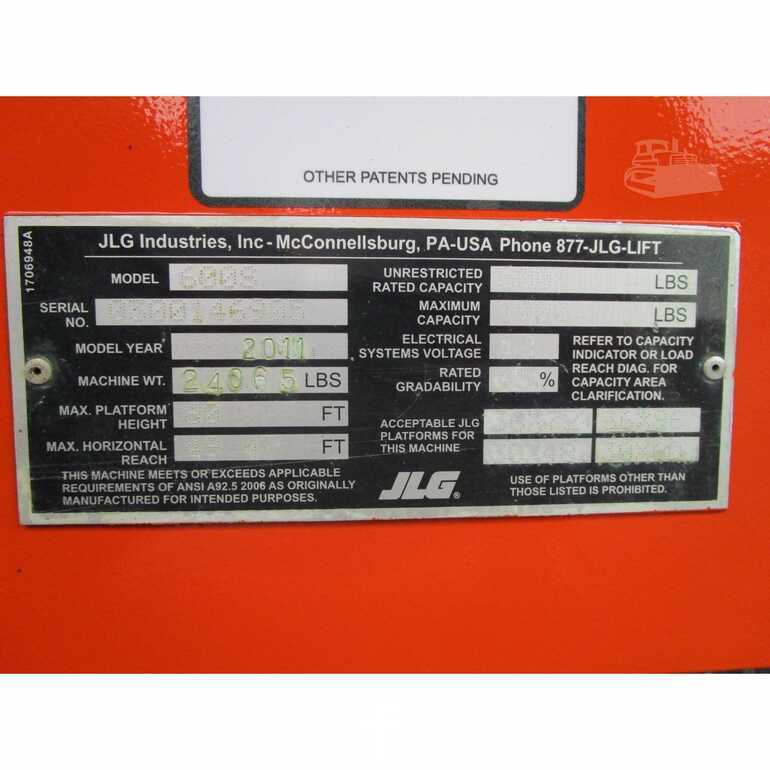 OTHER PATENTS PENDING
1706948A
JLG Industries, Inc - McConnellsburg, PA-USA Phone 877-JLG-LIFT
MODEL
SERIAL NO.
MODEL YEAR 2011
MACHINE WT. 24065 LBS
MAX. PLATFORM HEIGHT 60 FT
MAX. HORIZONTAL REACH FT
THIS MACHINE MEETS OR EXCEEDS APPLICABLE
REQUIREMENTS OF ANSI A92.5 2006 AS ORIGINALLY
MANUFACTURED FOR INTENDED PURPOSES.
UNRESTRICTED RATED CAPACITY LBS
MAXIMUM CAPACITY LBS
ELECTRICAL SYSTEMS VOLTAGE
RATED GRADABILITY %
REFER TO CAPACITY
INDICATOR OR LOAD
REACH DIAG. FOR
CAPACITY AREA
CLARIFICATION.
ACCEPTABLE JLG
PLATFORMS FOR
THIS MACHINE
JLG®
USE OF PLATFORMS OTHER THAN
THOSE LISTED IS PROHIBITED.